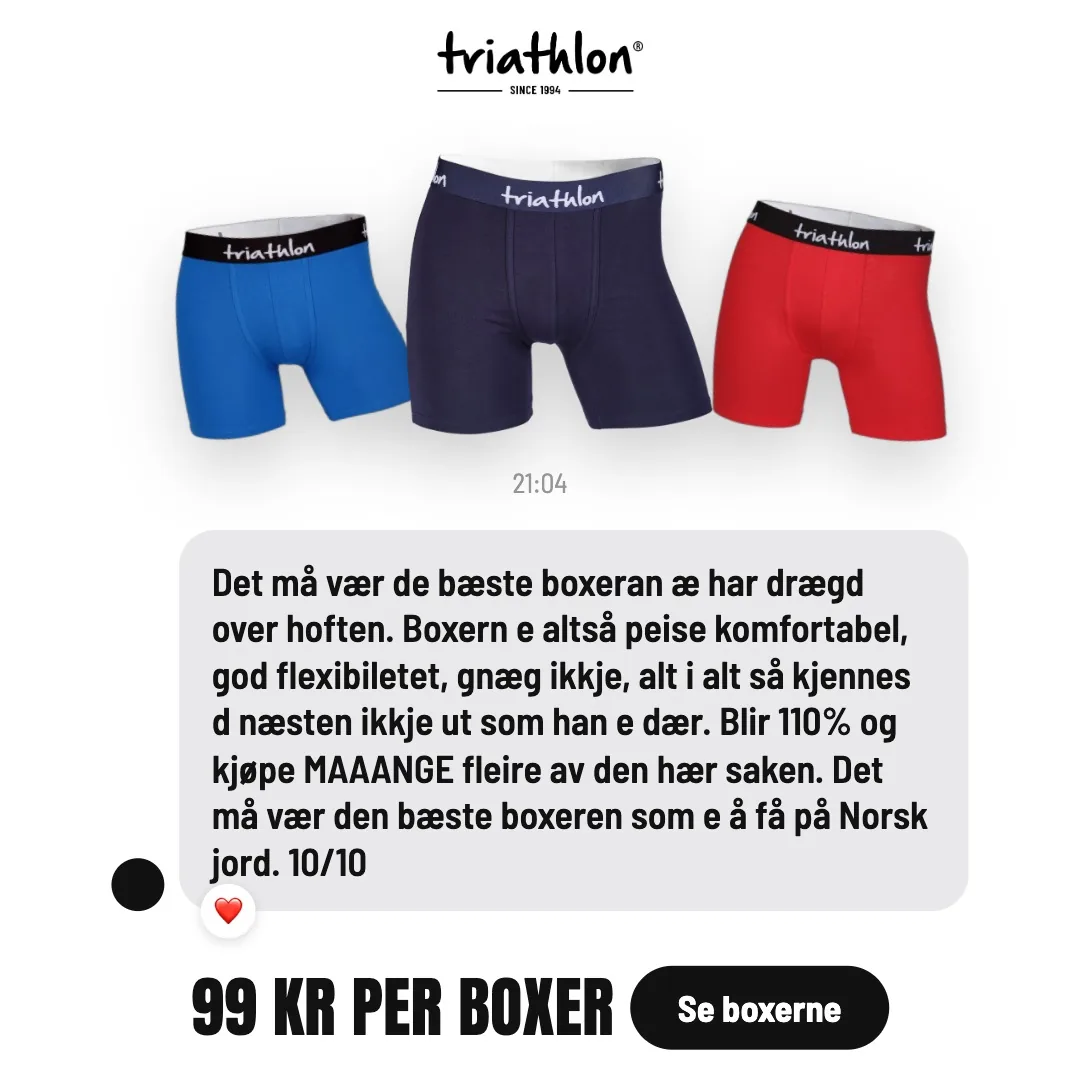 triathlon®
SINCE 1994
on
triathlon
t
triathlon
on
triathlon
tri
21:04
Det må vær de bæste boxeran æ har drægd
over hoften. Boxern e altså peise komfortabel,
god flexibiletet, gnæg ikkje, alt i alt så kjennes
d næsten ikkje ut som han e dær. Blir 110% og
kjøpe MAAANGE fleire av den hær saken. Det
må vær den bæste boxeren som e å få på Norsk
jord. 10/10
99 KR PER BOXER
Se boxerne